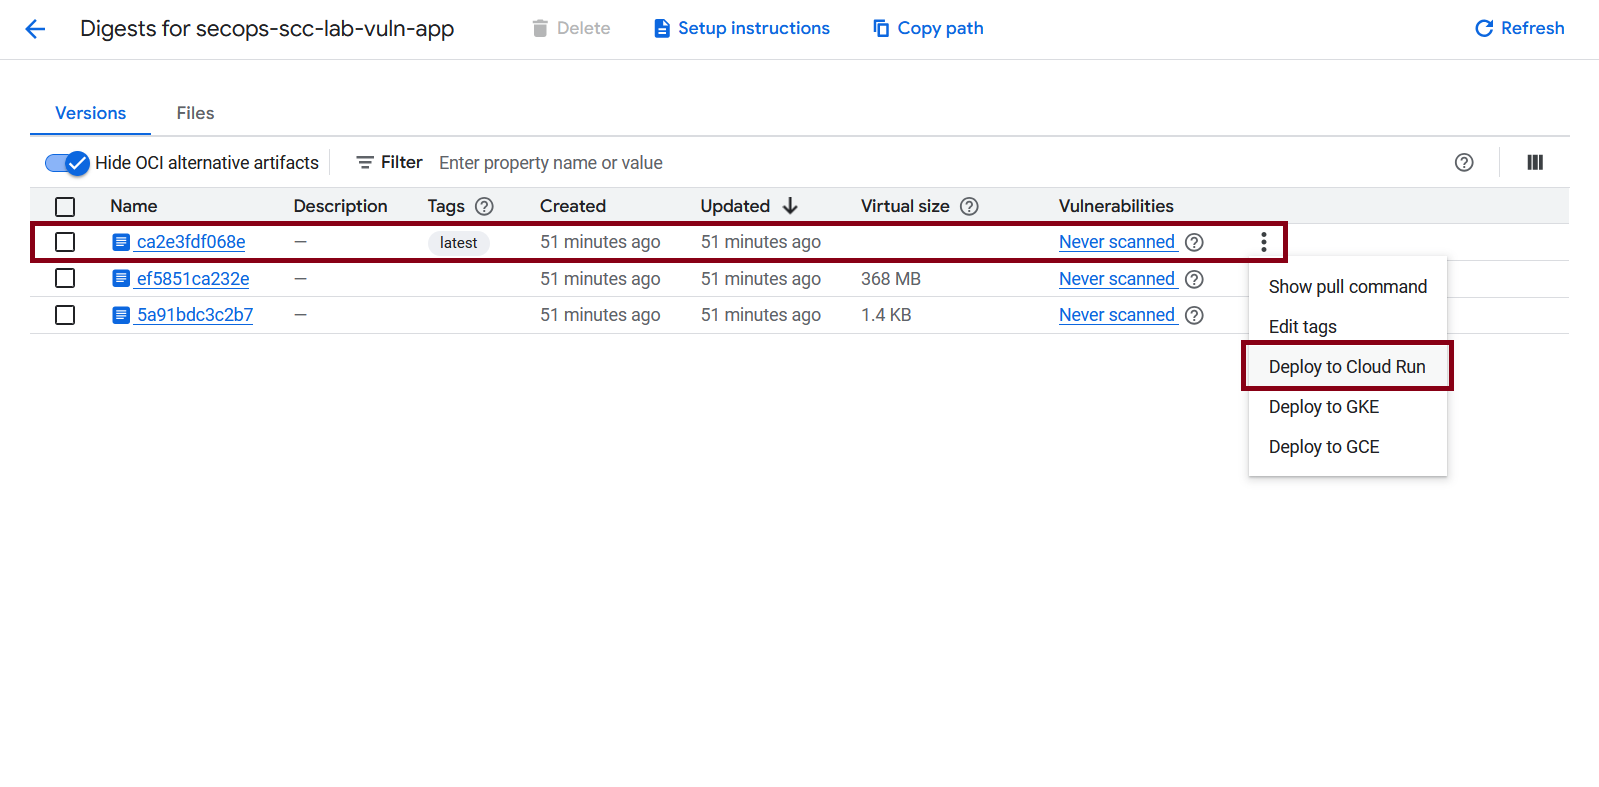 Digests for secops-scc-lab-vuln-app Delete Setup instructions Copy path Refresh
Versions Files
Hide OCI alternative artifacts Filter Enter property name or value
Name Description Tags Created Updated Virtual size Vulnerabilities
ca2e3fdf068e — latest 51 minutes ago 51 minutes ago Never scanned
ef5851ca232e — 51 minutes ago 51 minutes ago 368 MB Never scanned
5a91bdc3c2b7 — 51 minutes ago 51 minutes ago 1.4 KB Never scanned
Show pull command
Edit tags
Deploy to Cloud Run
Deploy to GKE
Deploy to GCE